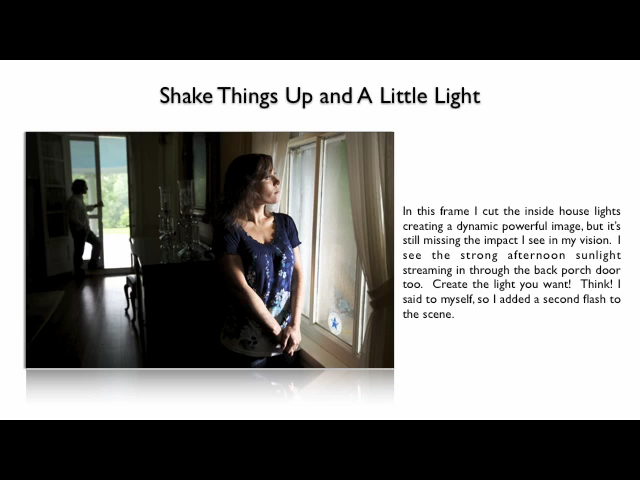 Shake Things Up and A Little Light
In this frame I cut the inside house lights
creating a dynamic powerful image, but it's
still missing the impact I see in my vision. I
see the strong afternoon sunlight
streaming in through the back porch door
too. Create the light you want! Think! I
said to myself, so I added a second flash to
the scene.